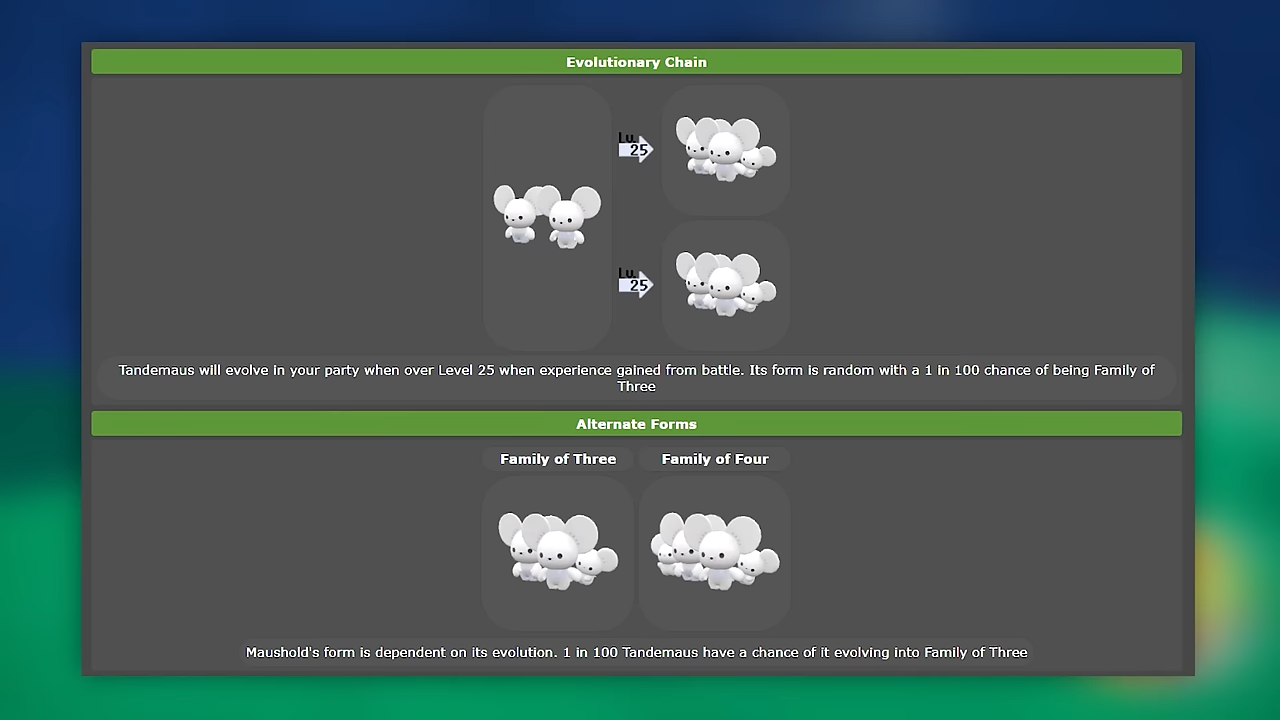 Evolutionary Chain
Lv.
25
Lv.
25
Tandemaus will evolve in your party when over Level 25 when experience gained from battle. Its form is random with a 1 in 100 chance of being Family of
Three
Alternate Forms
Family of Three
Family of Four
Maushold's form is dependent on its evolution. 1 in 100 Tandemaus have a chance of it evolving into Family of Three